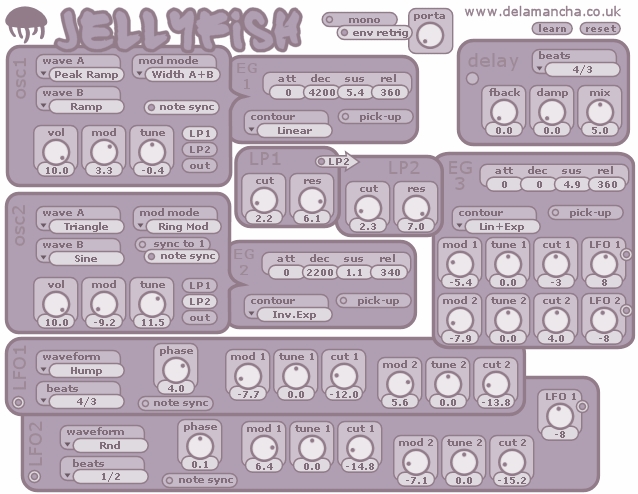 JELLYFISH
mono
env retrig
porta
www.delamancha.co.uk
learn
reset
osc1
wave A
Peak Ramp
mod mode
Width A+B
wave B
Ramp
note sync
vol
10.0
mod
3.3
tune
-0.4
LP1
LP2
out
EG
1
att dec sus rel
0 4200 5.4 360
contour
Linear
pick-up
delay
beats
4/3
fback damp mix
0.0 0.0 5.0
LP1
LP2
cut res
2.2 6.1
LP2
cut res
2.3 7.0
EG
3
att dec sus rel
0 0 4.9 360
contour
Lin+Exp
pick-up
mod 1 tune 1 cut 1 LFO 1
-5.4 0.0 -3 8
mod 2 tune 2 cut 2 LFO 2
-7.9 0.0 4.0 -8
osc2
wave A
Triangle
mod mode
Ring Mod
wave B
Sine
sync to 1
note sync
vol
10.0
mod
-9.2
tune
11.5
LP1
LP2
out
EG
2
att dec sus rel
0 2200 1.1 340
contour
Inv.Exp
pick-up
LFO1
waveform
Hump
beats
4/3
phase
4.0
note sync
mod 1 tune 1 cut 1
-7.7 0.0 -12.0
mod 2 tune 2 cut 2
5.6 0.0 -13.8
LFO2
waveform
Rnd
beats
1/2
phase
0.1
note sync
mod 1 tune 1 cut 1
6.4 0.0 -14.8
mod 2 tune 2 cut 2
-7.1 0.0 -15.2
LFO 1
-8